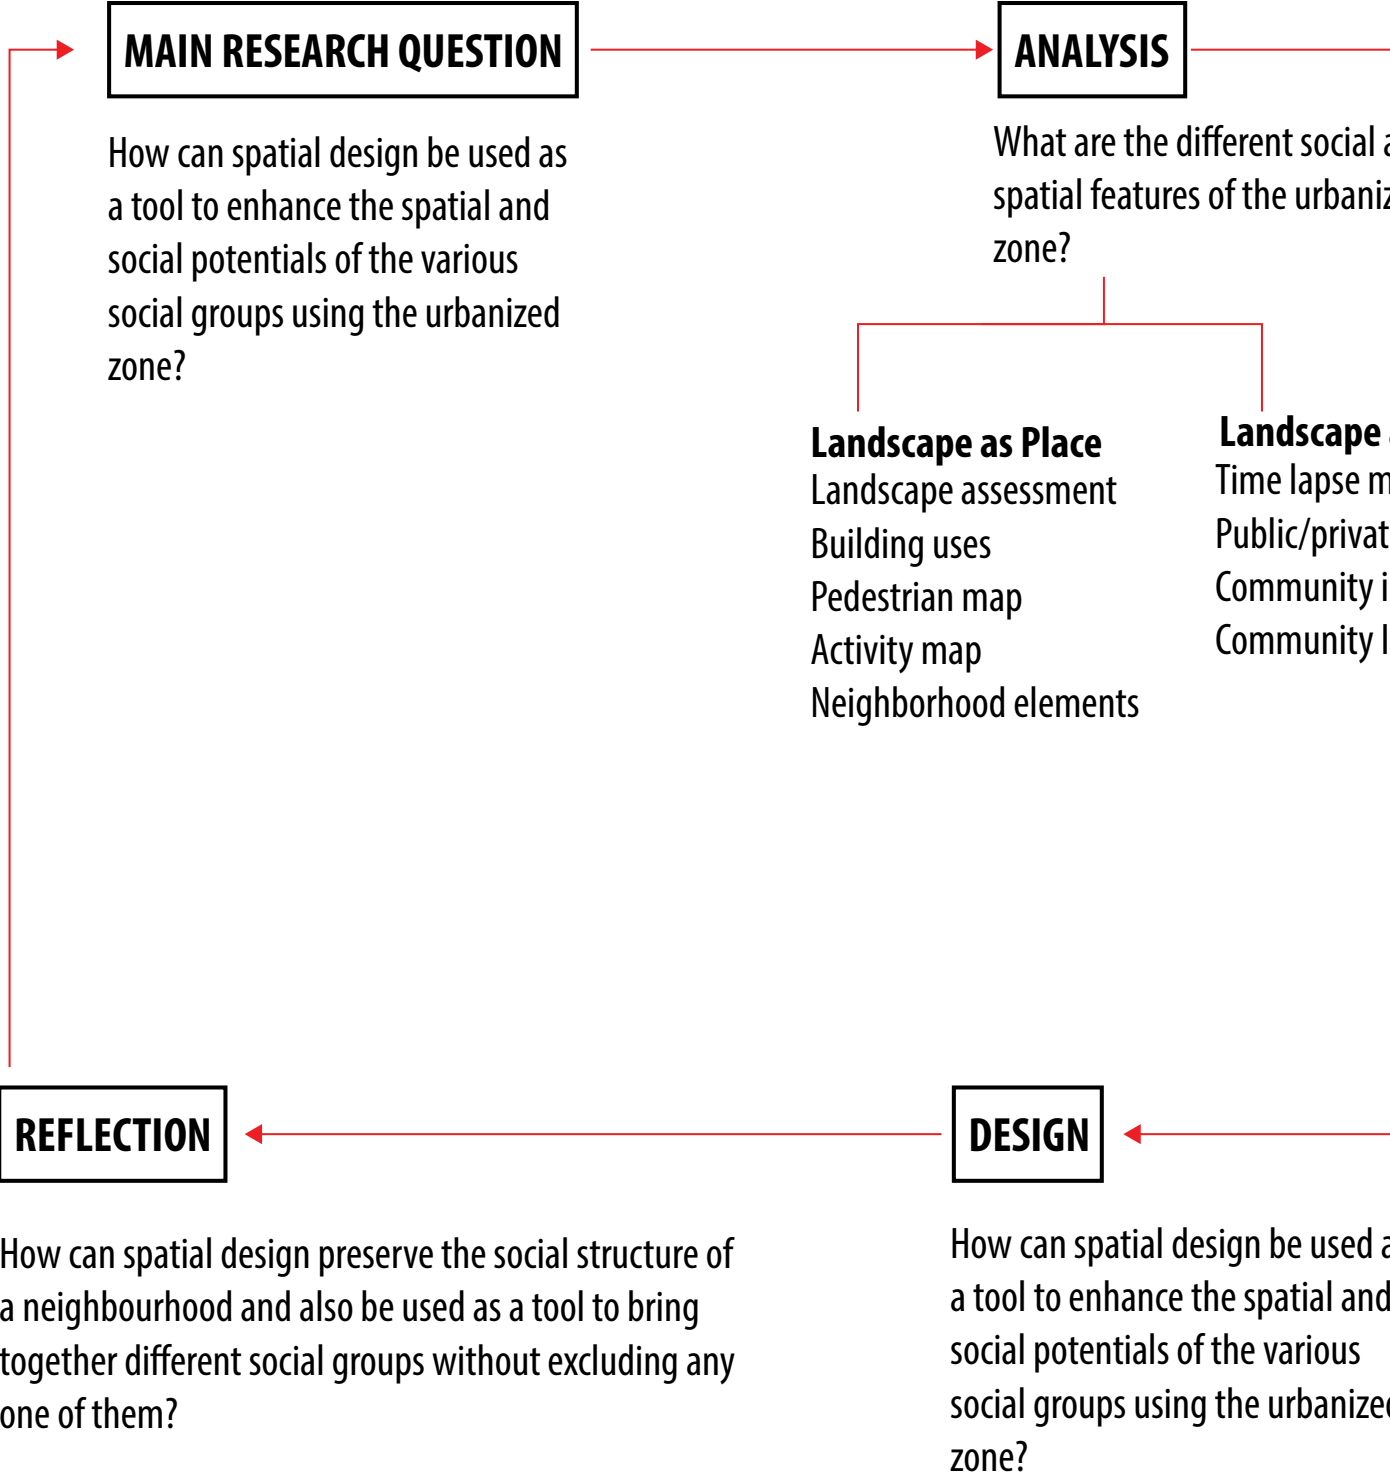 MAIN RESEARCH QUESTION
How can spatial design be used as
a tool to enhance the spatial and
social potentials of the various
social groups using the urbanized
zone?
ANALYSIS
What are the different social
spatial features of the
zone?
Landscape as Place
Landscape assessment
Building uses
Pedestrian map
Activity map
Neighborhood elements
Landscape
Time lapse
Community
Community
REFLECTION
How can spatial design preserve the social structure of
a neighbourhood and also be used as a tool to bring
together different social groups without excluding any
one of them?
DESIGN
How can spatial design be used
a tool to enhance the spatial and
social potentials of the various
social groups using the urbanized
zone?